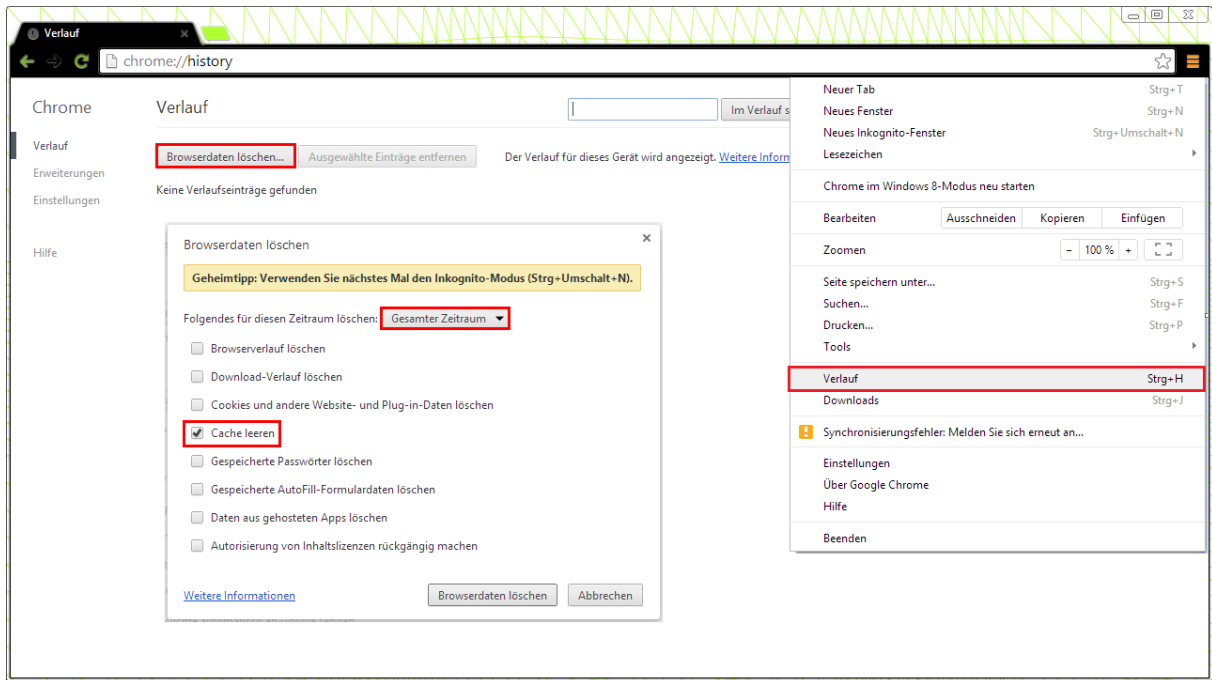 Verlauf
chrome://history
Chrome
Verlauf
Erweiterungen
Einstellungen
Hilfe
Verlauf
Im Verlauf s
Browserdaten löschen...
Ausgewählte Einträge entfernen
Der Verlauf für dieses Gerät wird angezeigt. Weitere Inforn
Keine Verlaufseinträge gefunden
Browserdaten löschen
Geheimtipp: Verwenden Sie nächstes Mal den Inkognito-Modus (Strg+Umschalt+N).
Folgendes für diesen Zeitraum löschen: Gesamter Zeitraum
Browserverlauf löschen
Download-Verlauf löschen
Cookies und andere Website- und Plug-in-Daten löschen
Cache leeren
Gespeicherte Passwörter löschen
Gespeicherte AutoFill-Formulardaten löschen
Daten aus gehosteten Apps löschen
Autorisierung von Inhaltslizenzen rückgängig machen
Weitere Informationen
Browserdaten löschen
Abbrechen
Neuer Tab Strg+T
Neues Fenster Strg+N
Neues Inkognito-Fenster Strg+Umschalt+N
Lesezeichen
Chrome im Windows 8-Modus neu starten
Bearbeiten Ausschneiden Kopieren Einfügen
Zoomen - 100 % +
Seite speichern unter... Strg+S
Suchen... Strg+F
Drucken... Strg+P
Tools
Verlauf Strg+H
Downloads Strg+J
Synchronisierungsfehler: Melden Sie sich erneut an...
Einstellungen
Über Google Chrome
Hilfe
Beenden